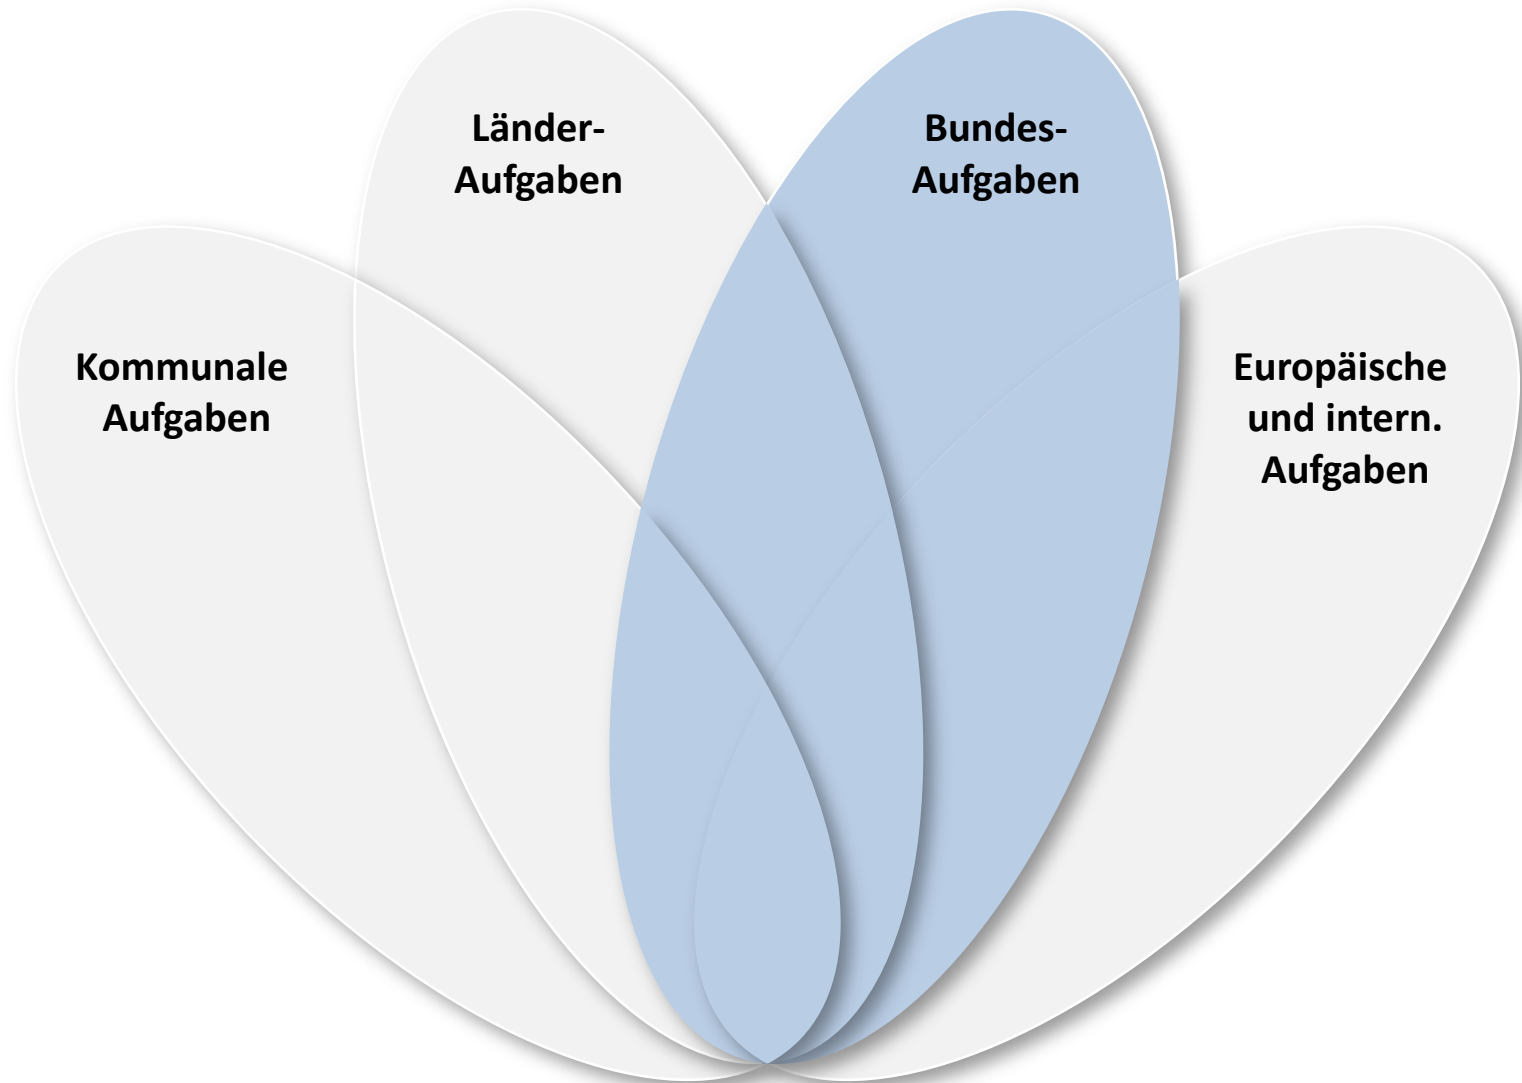 Länder-
Aufgaben
Bundes-
Aufgaben
Kommunale
Aufgaben
Europäische
und intern.
Aufgaben